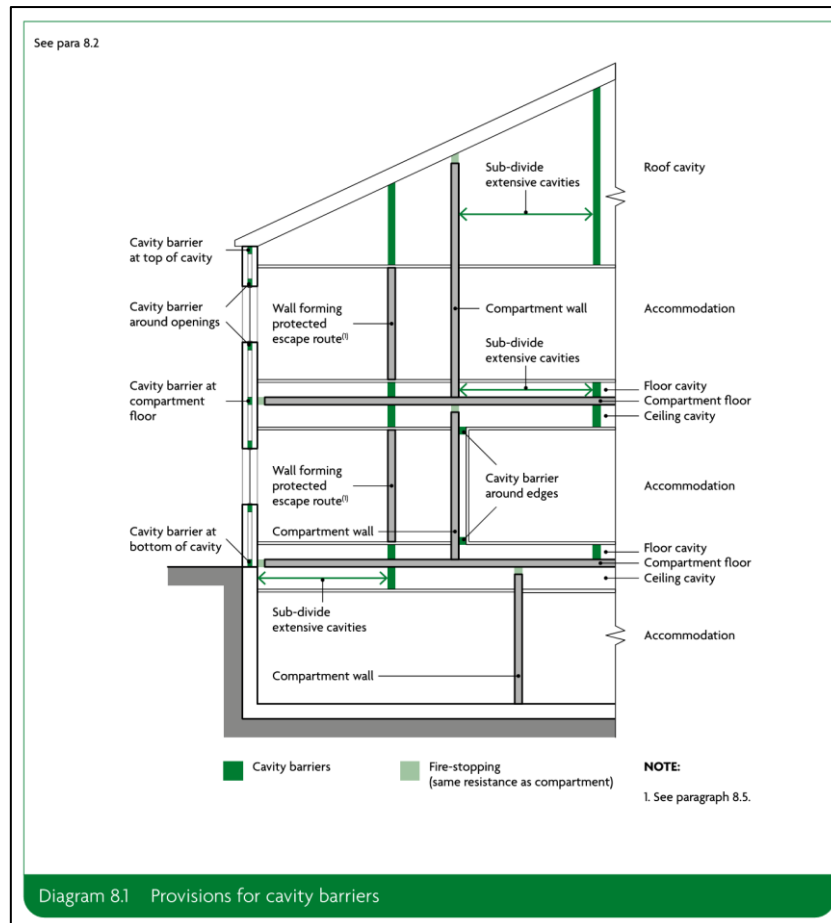 See para 8.2
Sub-divide
extensive cavities
Roof cavity
Cavity barrier
at top of cavity
Cavity barrier
around openings
Wall forming
protected
escape route(1)
Compartment wall
Accommodation
Sub-divide
extensive cavities
Cavity barrier at
compartment
floor
Floor cavity
Compartment floor
Ceiling cavity
Wall forming
protected
escape route(1)
Cavity barrier
around edges
Accommodation
Cavity barrier at
bottom of cavity
Compartment wall
Floor cavity
Compartment floor
Ceiling cavity
Sub-divide
extensive cavities
Accommodation
Compartment wall
Cavity barriers
Fire-stopping
(same resistance as compartment)
NOTE:
1. See paragraph 8.5.
Diagram 8.1 Provisions for cavity barriers